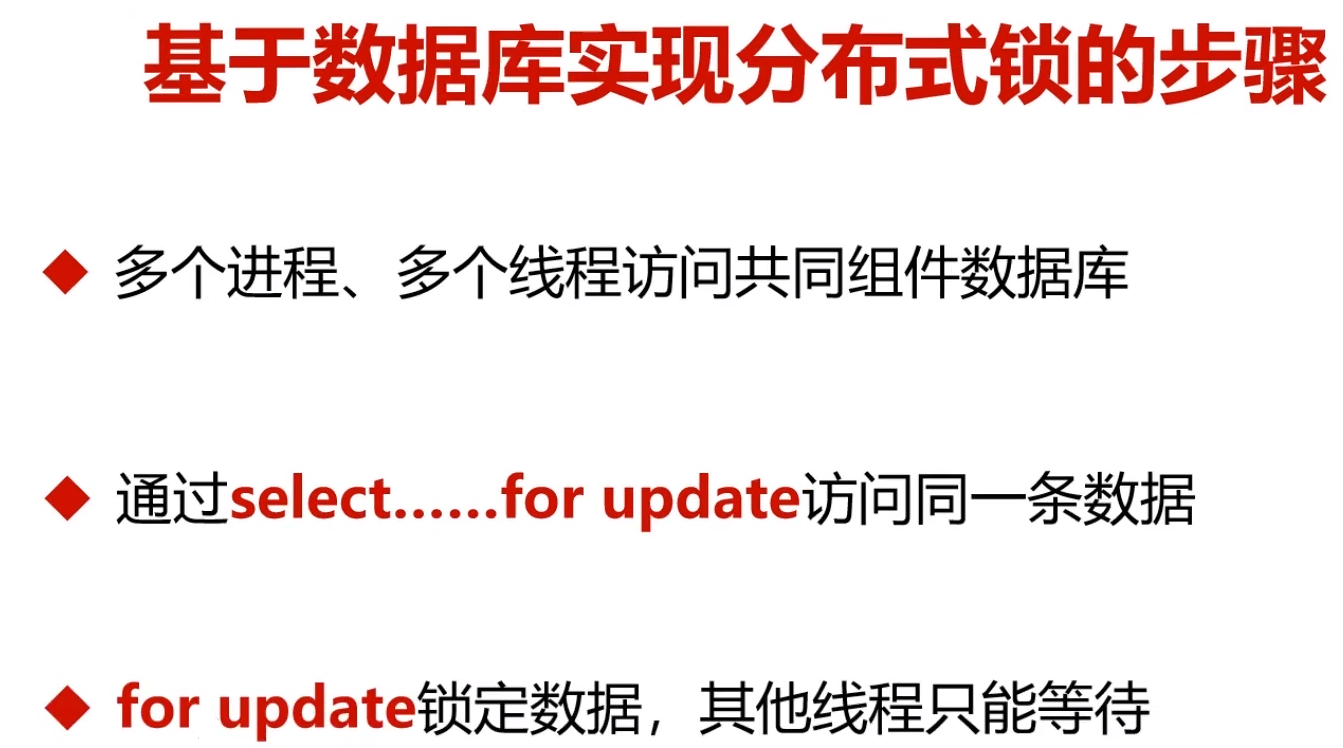 基于数据库实现分布式锁的步骤
多个进程、多个线程访问共同组件数据库
通过select……for update访问同一条数据
for update锁定数据，其他线程只能等待